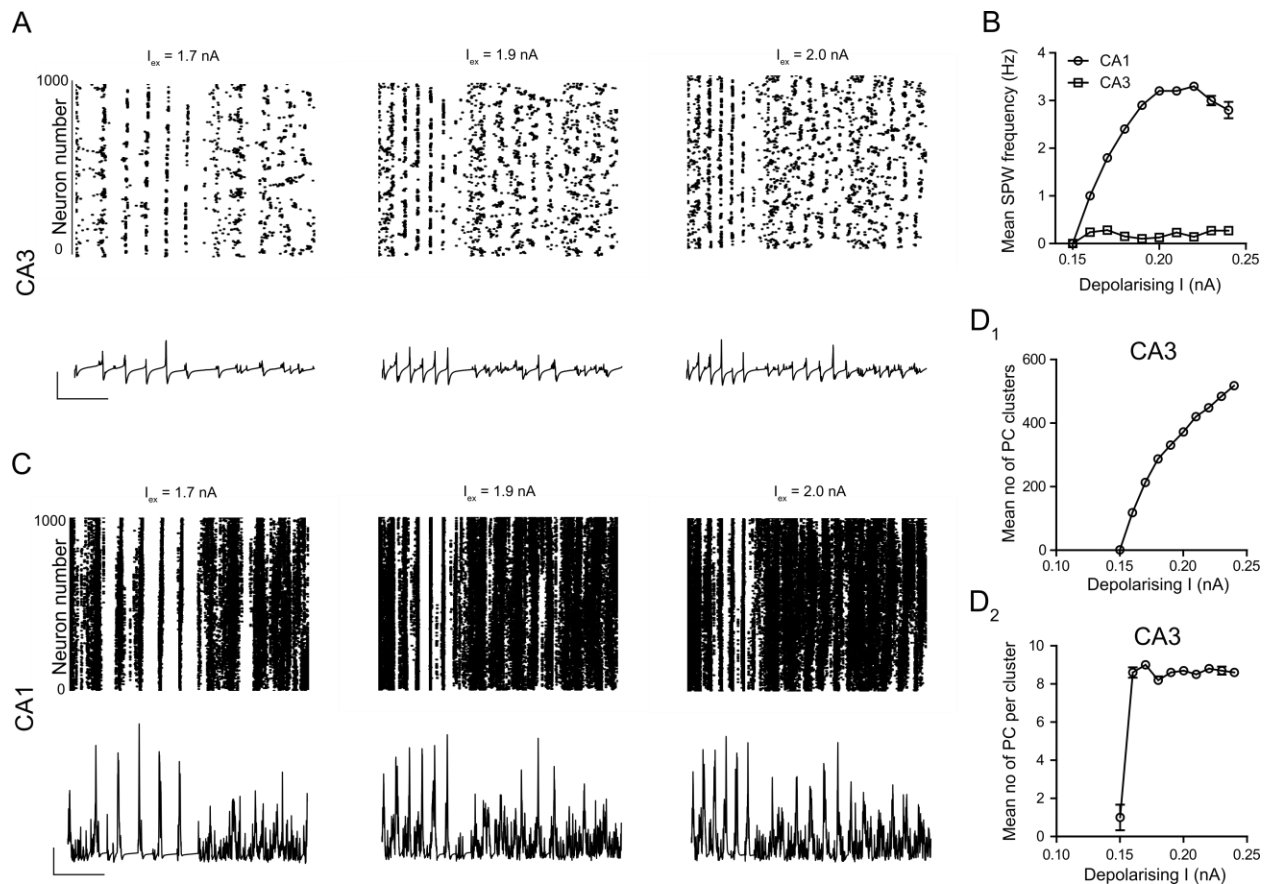 A
I_ex = 1.7 nA
I_ex = 1.9 nA
I_ex = 2.0 nA
1000
Neuron number
0
CA3
B
CA1
CA3
Mean SPW frequency (Hz)
4
3
2
1
0
0.15
0.20
0.25
Depolarising I (nA)
C
I_ex = 1.7 nA
I_ex = 1.9 nA
I_ex = 2.0 nA
1000
Neuron number
0
CA1
D1
CA3
Mean no of PC clusters
600
400
200
0
0.10
0.15
0.20
0.25
Depolarising I (nA)
D2
CA3
Mean no of PC per cluster
10
8
6
4
2
0
0.10
0.15
0.20
0.25
Depolarising I (nA)